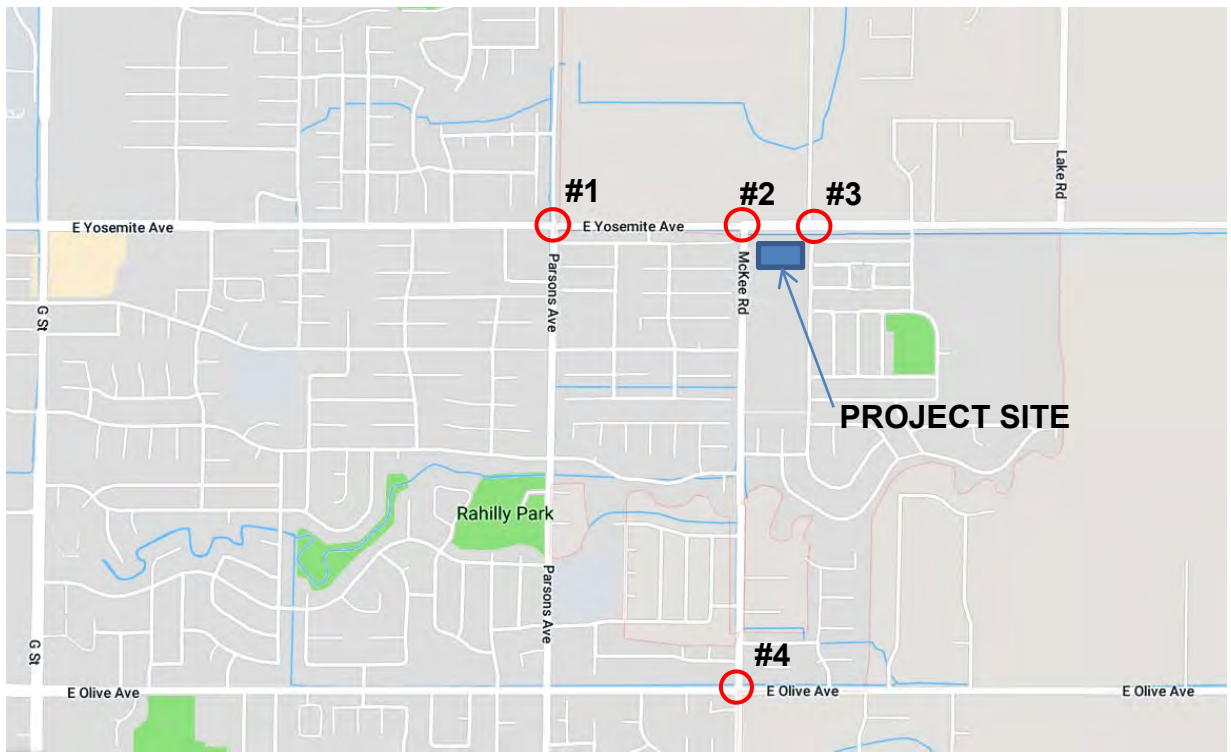 Lake Rd
#1
#2
#3
E Yosemite Ave
E Yosemite Ave
Parsons Ave
McKee Rd
G St
PROJECT SITE
Rahilly Park
Parsons Ave
G St
#4
E Olive Ave
E Olive Ave
E Olive Ave